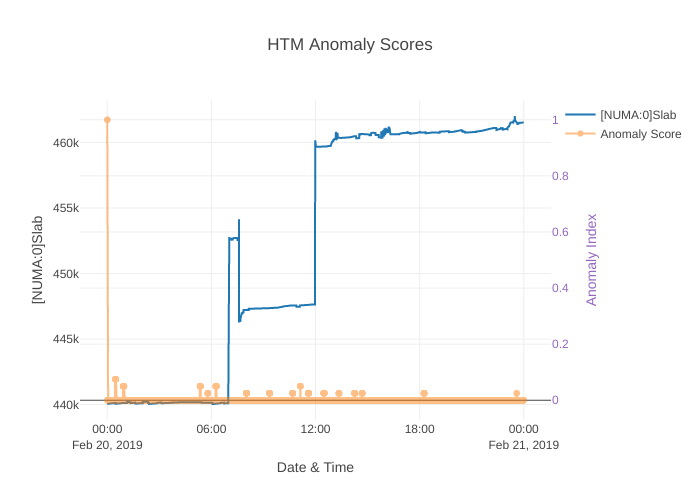 HTM Anomaly Scores
[NUMA:0]Slab
Anomaly Score
460k
455k
450k
445k
440k
[NUMA:0]Slab
1
0.8
0.6
0.4
0.2
0
Anomaly Index
00:00
Feb 20, 2019
06:00
12:00
18:00
00:00
Feb 21, 2019
Date & Time